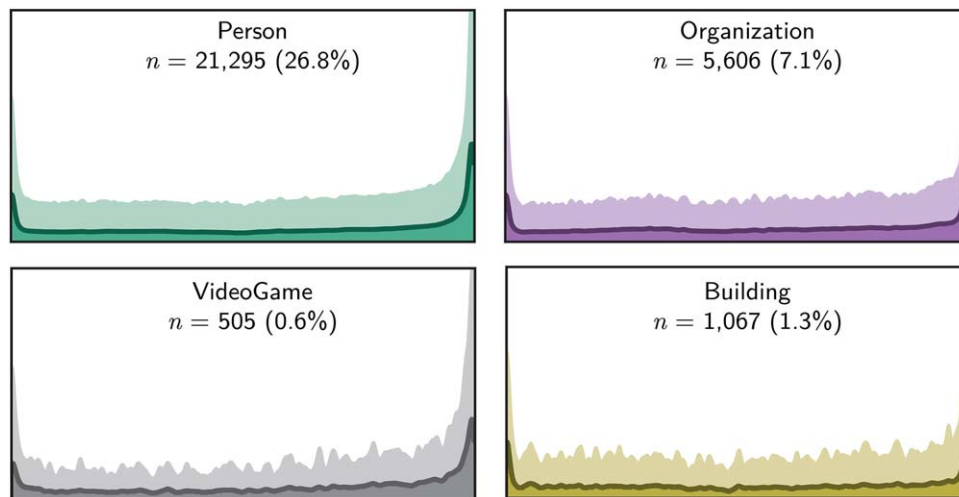 Person
n = 21,295 (26.8%)
Organization
n = 5,606 (7.1%)
VideoGame
n = 505 (0.6%)
Building
n = 1,067 (1.3%)